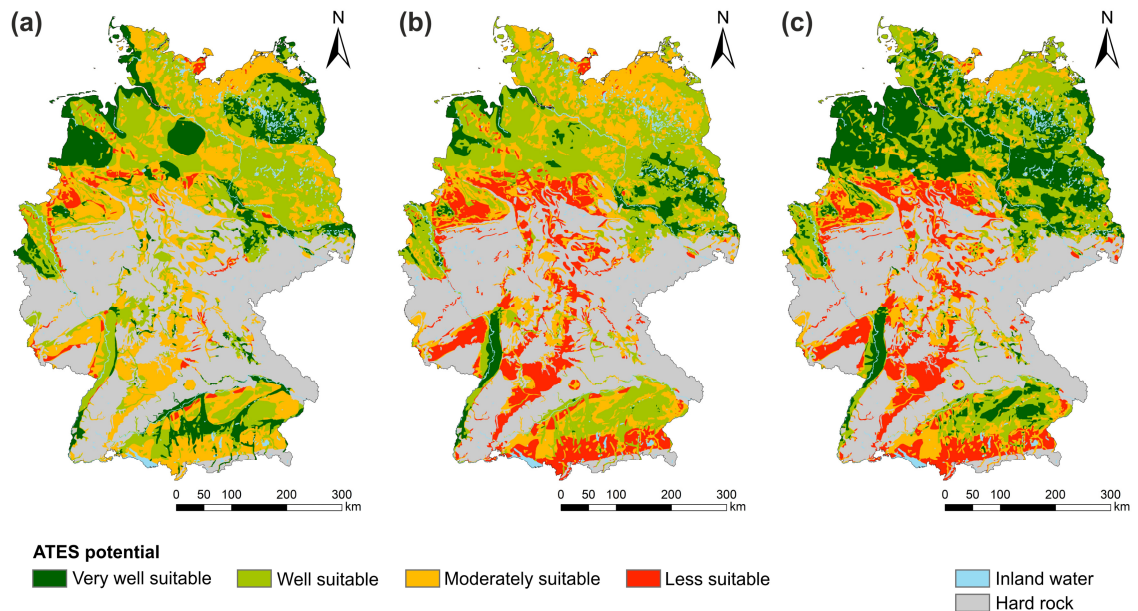 (a)
N
(b)
N
(c)
N
0 50 100 200 300
km
0 50 100 200 300
km
0 50 100 200 300
km
ATES potential
Very well suitable
Well suitable
Moderately suitable
Less suitable
Inland water
Hard rock